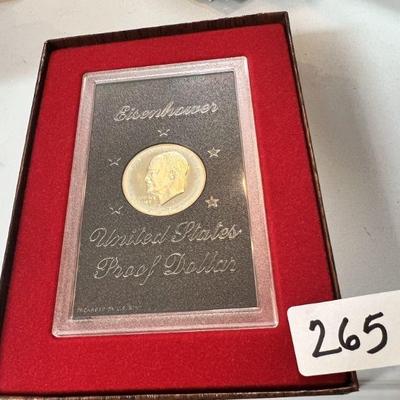 Eisenhower
United States
Proof Dollar
265